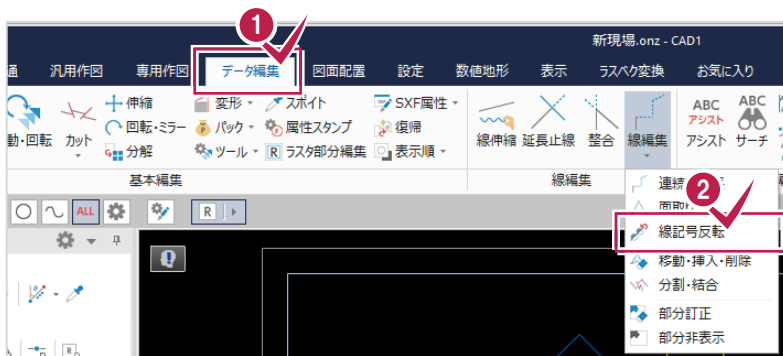 1
新現場.onz - CAD1
通 汎用作図 専用作図 データ編集 図面配置 設定 数値地形 表示 ラスベク変換 お気に入り
動・回転 カット 伸縮 変形 スポイト SXF属性
回転・ミラー パック 属性スタンプ 復帰
分解 ツール R ラスタ部分編集 表示順
線伸縮 延長止線 整合 線編集 ABC アシスト アシスト ABC サーチ
基本編集 線編集
2
ALL R
連続
面取
線記号反転
移動・挿入・削除
分割・結合
部分訂正
部分非表示
R